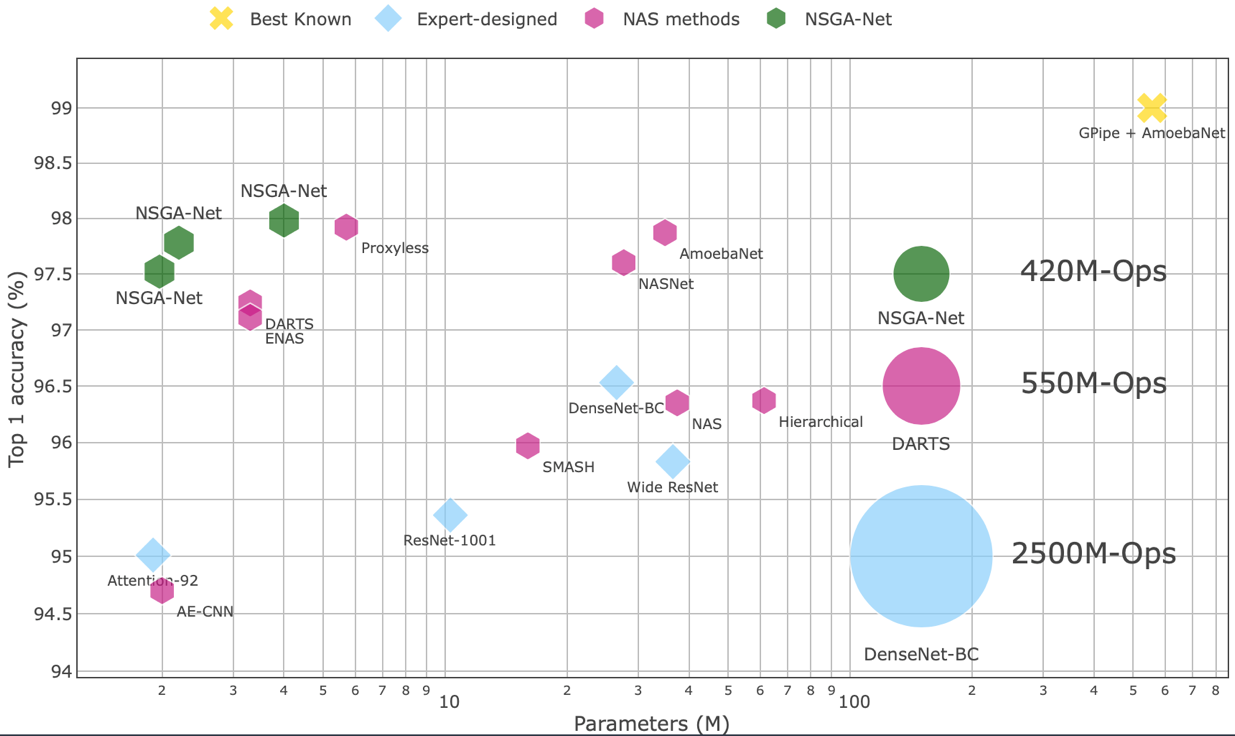 Best Known Expert-designed NAS methods NSGA-Net
99
GPipe + AmoebaNet
98.5
NSGA-Net
98
NSGA-Net
Proxyless
AmoebaNet
97.5
420M-Ops
NASNet
NSGA-Net
NSGA-Net
DARTS
ENAS
97
96.5
550M-Ops
DenseNet-BC
NAS
Hierarchical
DARTS
96
SMASH
Wide ResNet
95.5
ResNet-1001
95
2500M-Ops
Attention-92
AE-CNN
94.5
DenseNet-BC
94
Top 1 accuracy (%)
2 3 4 5 6 7 8 9 10 2 3 4 5 6 7 8 9 100 2 3 4 5 6 7 8
Parameters (M)